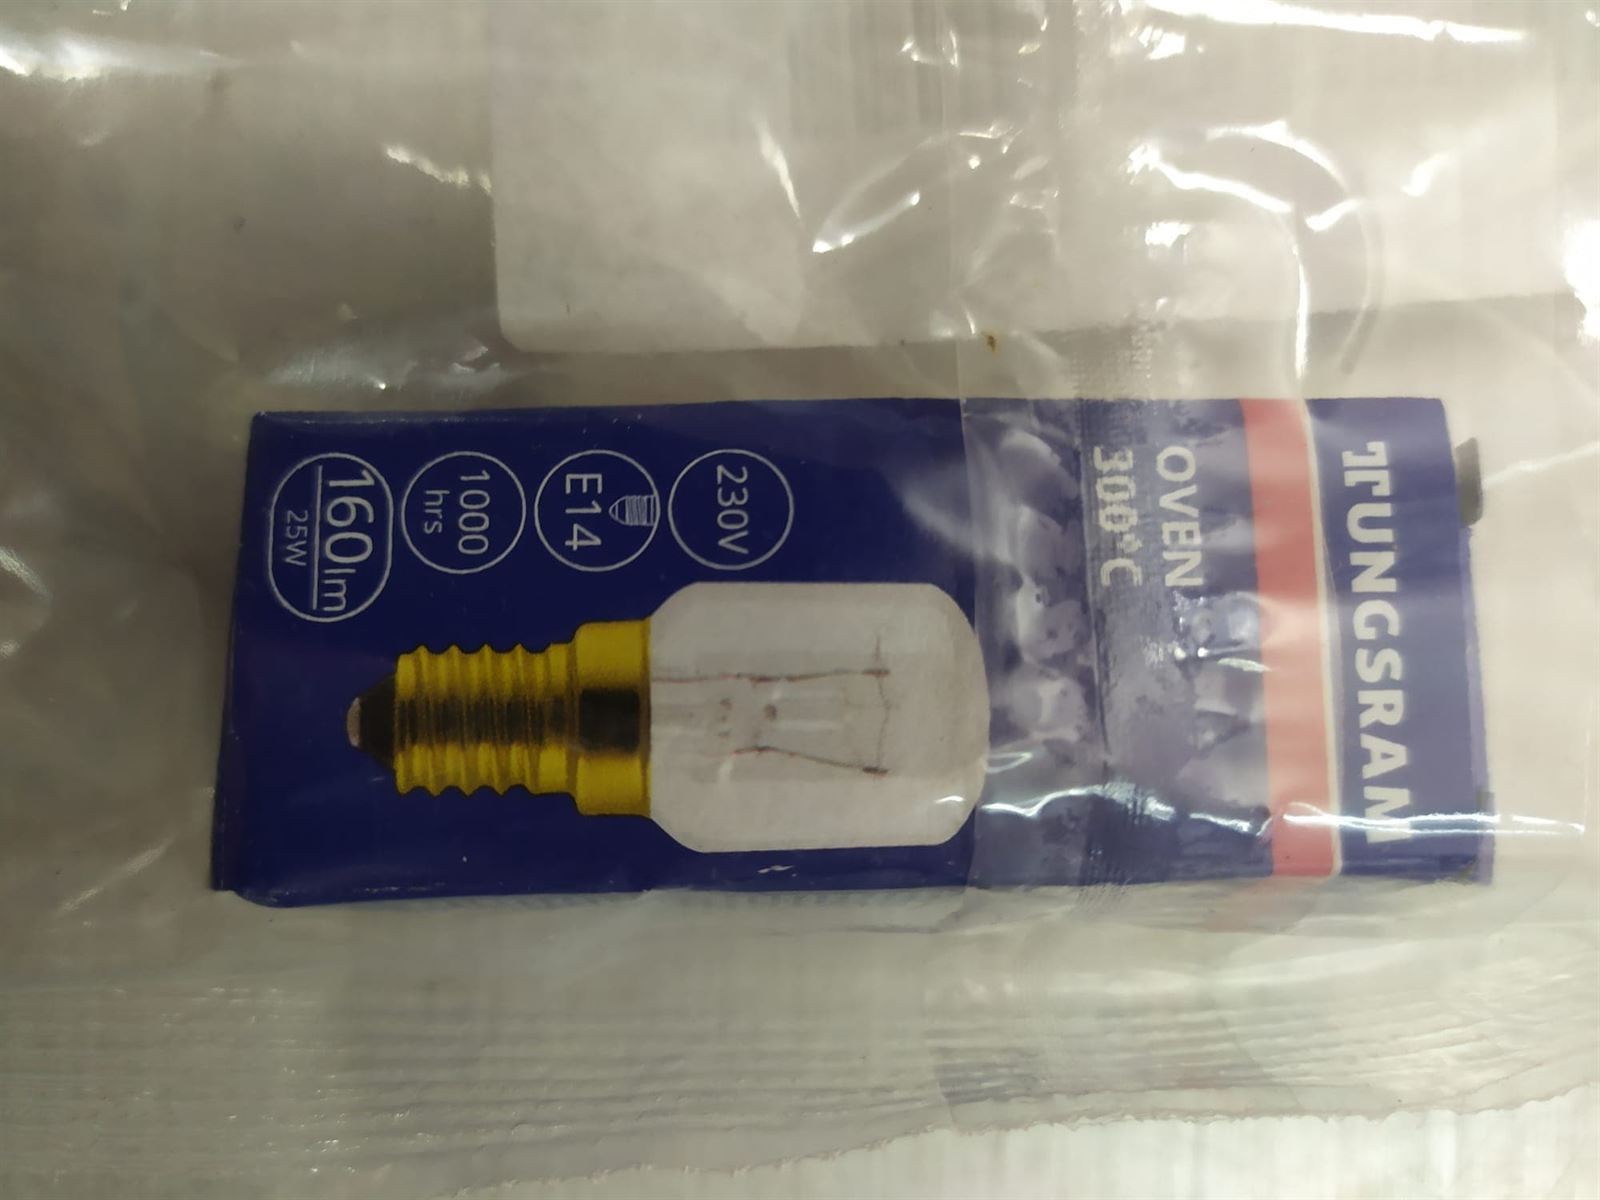 TUNGSRAM
OVEN
300°C
230V
E14
1000
hrs
160lm
25W